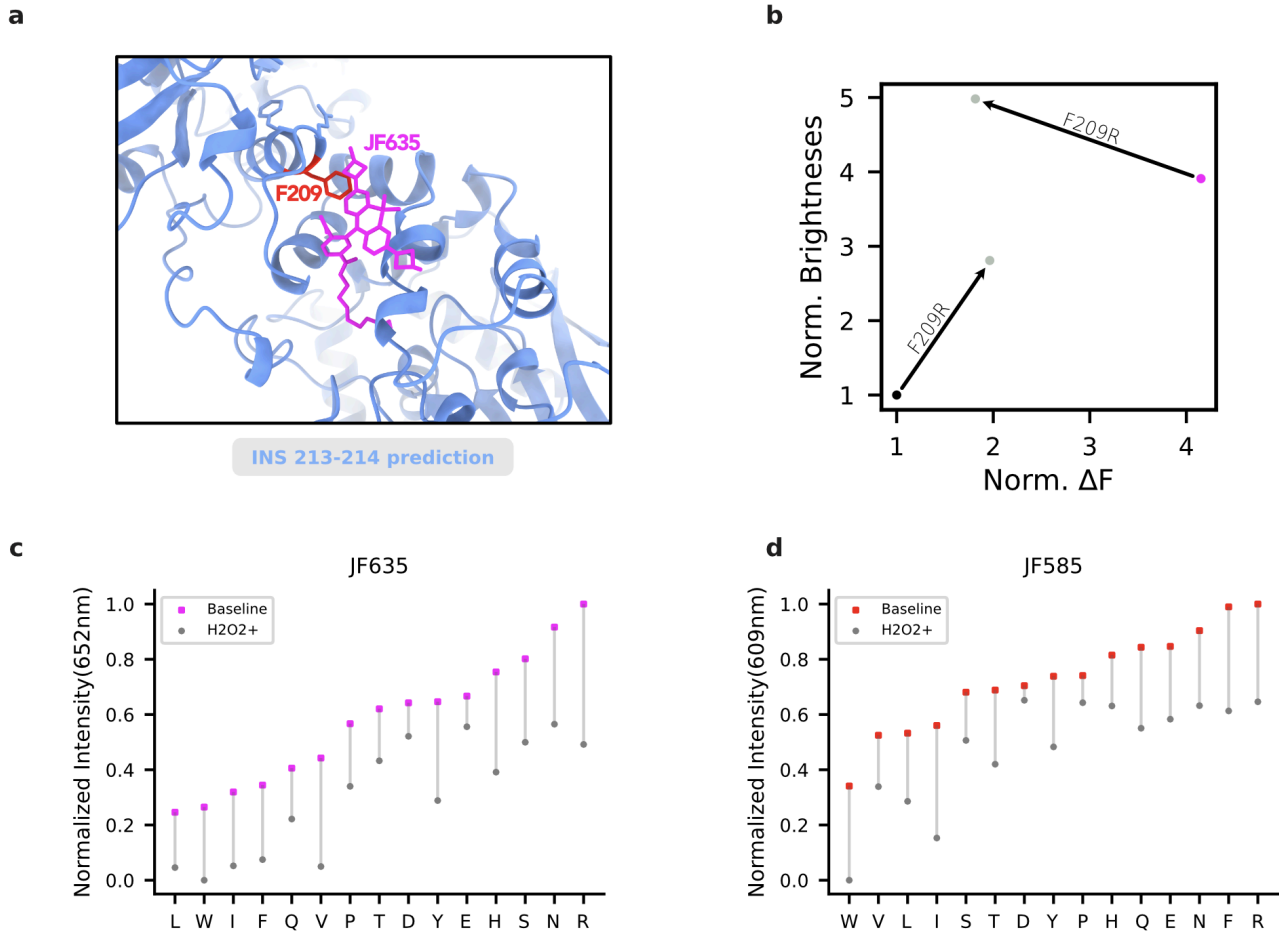 a
JF635
F209
INS 213-214 prediction
b
Norm. Brightneses
5
4
3
2
1
F209R
F209R
1 2 3 4
Norm. ΔF
c
JF635
Normalized Intensity(652nm)
1.0
0.8
0.6
0.4
0.2
0.0
Baseline
H2O2+
L W I F Q V P T D Y E H S N R
d
JF585
Normalized Intensity(609nm)
1.0
0.8
0.6
0.4
0.2
0.0
Baseline
H2O2+
W V L I S T D Y P H Q E N F R